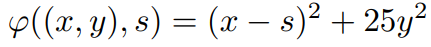 φ((x, y), s) = (x − s)² + 25y²